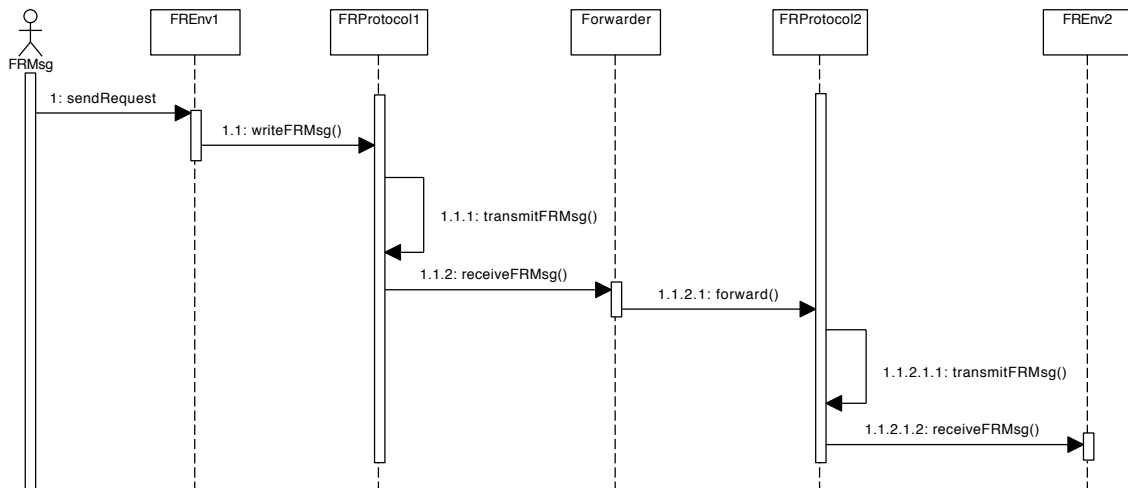 FREnv1
FRProtocol1
Forwarder
FRProtocol2
FREnv2
FRMsg
1: sendRequest
1.1: writeFRMsg()
1.1.1: transmitFRMsg()
1.1.2: receiveFRMsg()
1.1.2.1: forward()
1.1.2.1.1: transmitFRMsg()
1.1.2.1.2: receiveFRMsg()